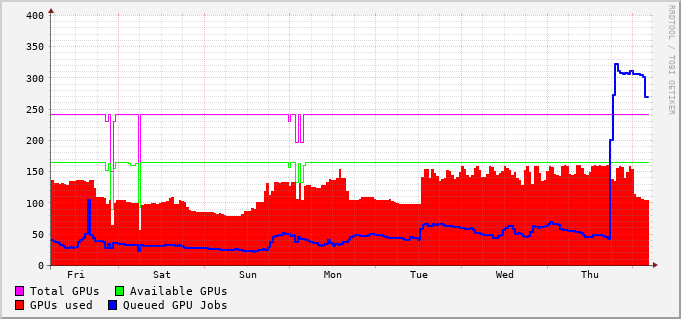 400
350
300
250
200
150
100
50
0
Fri Sat Sun Mon Tue Wed Thu
Total GPUs Available GPUs
GPUs used Queued GPU Jobs
RRDTOOL / TOBI OETIKER